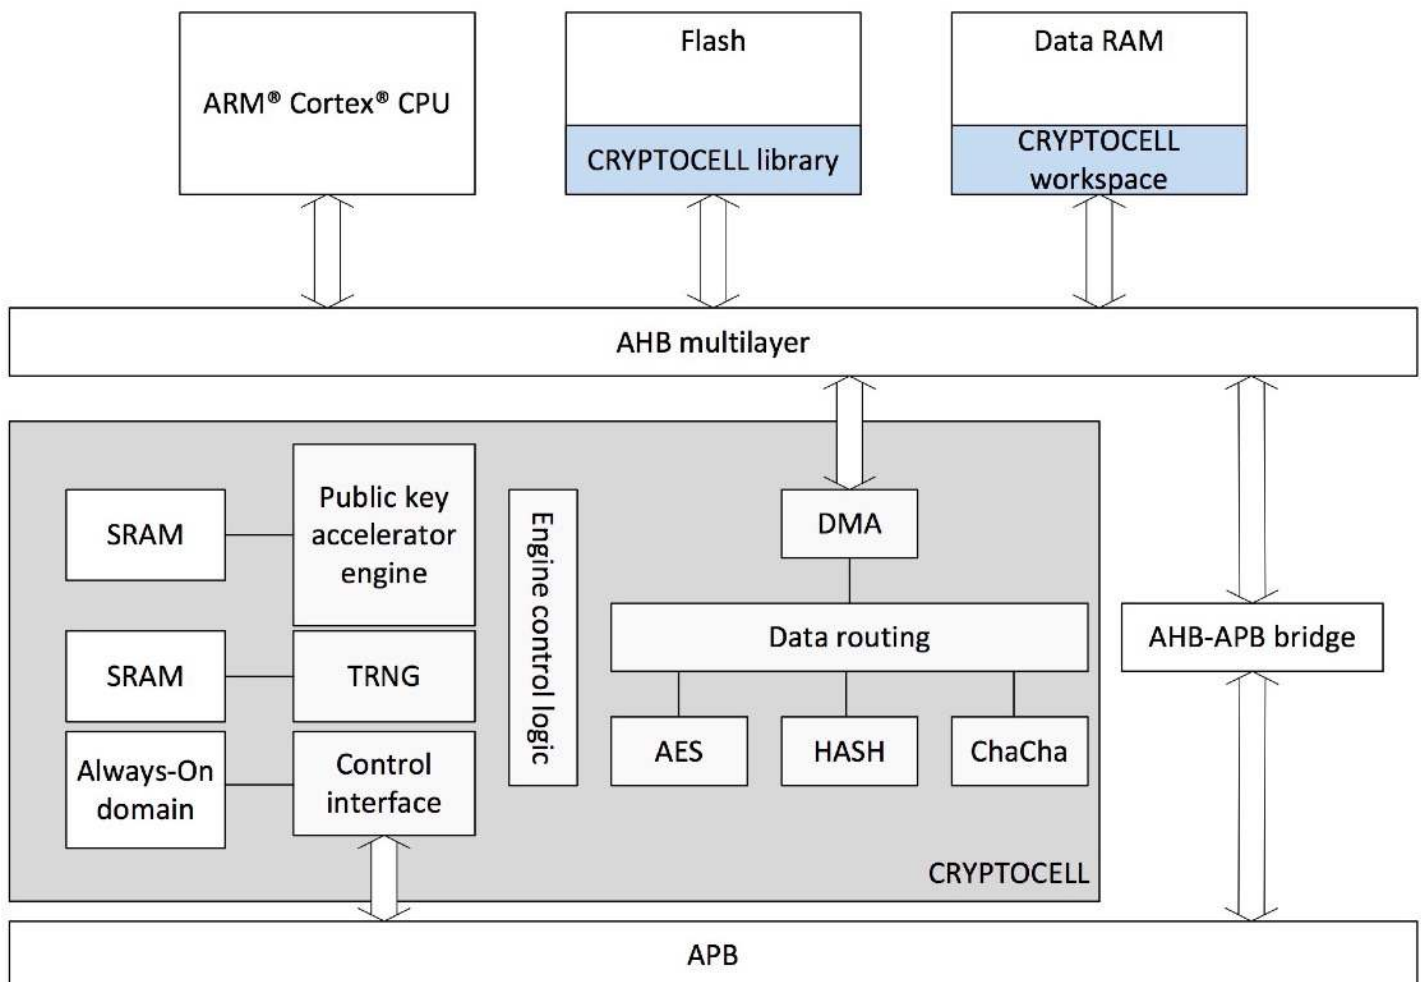 ARM® Cortex® CPU
Flash
CRYPTOCELL library
Data RAM
CRYPTOCELL
workspace
AHB multilayer
SRAM
Public key
accelerator
engine
SRAM
TRNG
Always-On
domain
Control
interface
Engine control logic
DMA
Data routing
AES
HASH
ChaCha
CRYPTOCELL
AHB-APB bridge
APB